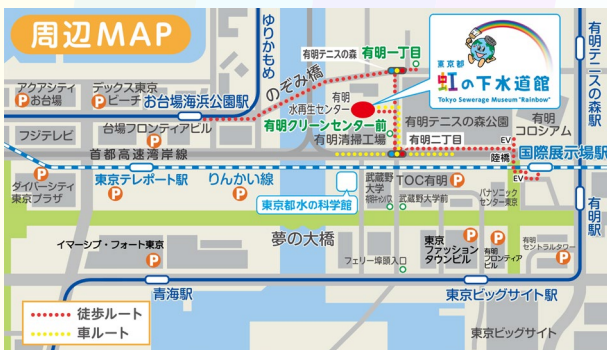 周辺MAP
ゆりかもめ
のぞみ橋
有明テニスの森
有明一丁目
東京都
虹の下水道館
Tokyo Sewerage Museum "Rainbow"
有明テニスの森駅
アクアシティ
お台場
P
デックス東京
ビーチ
P
お台場海浜公園駅
有明
水再生センター
有明クリーンセンター前
有明清掃工場
有明テニスの森公園
有明
コロシアム
フジテレビ
台場フロンティアビル
P
首都高速湾岸線
有明二丁目
陸橋
EV
国際展示場駅
EV
P
ダイバーシティ
東京プラザ
東京テレポート駅
P
りんかい線
P
東京都水の科学館
武蔵野
大学
武蔵野大学前
TOC有明
P
パナソニック
センター東京
有明駅
イマーシブ・フォート東京
P
夢の大橋
フェリー埠頭入口
東京
ファッション
タウンビル
P
有明
フロンティア
ビル
P
有明
セントラルタワー
P
青海駅
東京ビッグサイト駅
東京ビッグサイト
徒歩ルート
車ルート